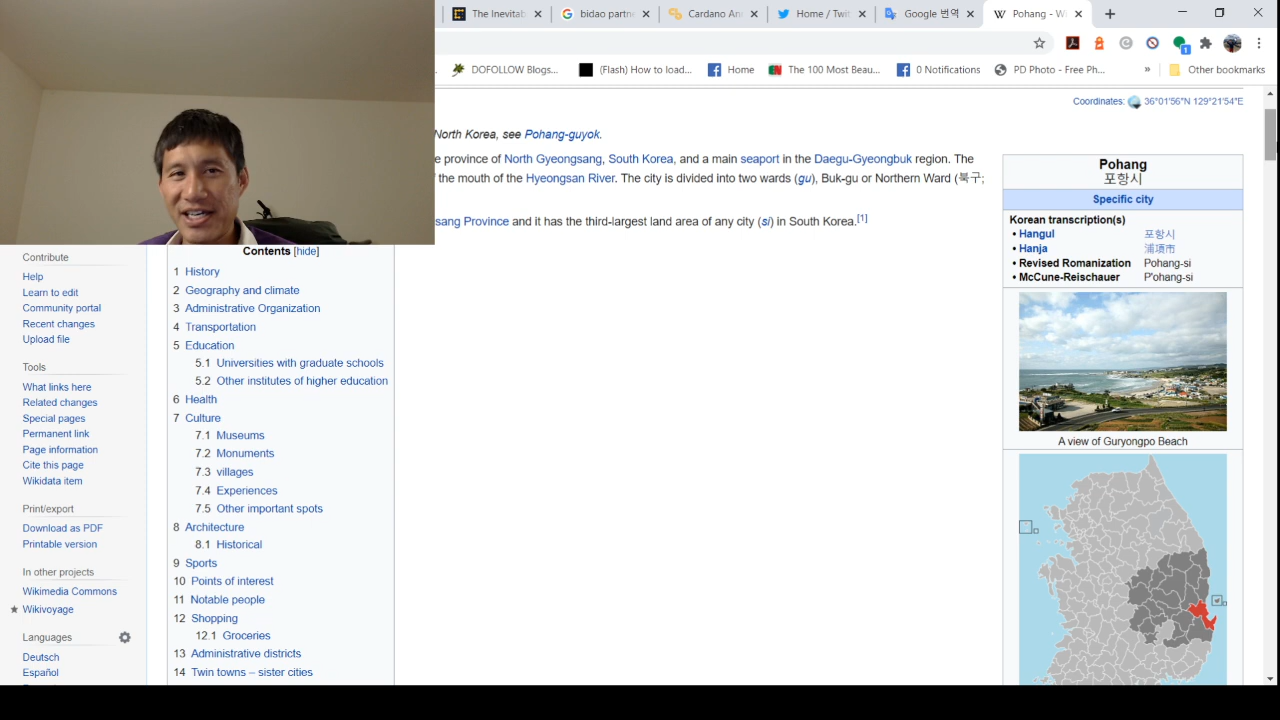 The Inevitab
bidao partne
Cardano Ani
Home / Twit
Google 번역
Pohang - Wi
1
DOFOLLOW Blogs...
(Flash) How to load...
Home
The 100 Most Beau...
0 Notifications
PD Photo - Free Ph...
»
Other bookmarks
Coordinates: 36°01′56″N 129°21′54″E
North Korea, see Pohang-guyok.
e province of North Gyeongsang, South Korea, and a main seaport in the Daegu-Gyeongbuk region. The
the mouth of the Hyeongsan River. The city is divided into two wards (gu), Buk-gu or Northern Ward (북구;
sang Province and it has the third-largest land area of any city (si) in South Korea.[1]
Contribute
Help
Learn to edit
Community portal
Recent changes
Upload file
Tools
What links here
Related changes
Special pages
Permanent link
Page information
Cite this page
Wikidata item
Print/export
Download as PDF
Printable version
In other projects
Wikimedia Commons
Wikivoyage
Languages
Deutsch
Español
Contents [hide]
1 History
2 Geography and climate
3 Administrative Organization
4 Transportation
5 Education
5.1 Universities with graduate schools
5.2 Other institutes of higher education
6 Health
7 Culture
7.1 Museums
7.2 Monuments
7.3 villages
7.4 Experiences
7.5 Other important spots
8 Architecture
8.1 Historical
9 Sports
10 Points of interest
11 Notable people
12 Shopping
12.1 Groceries
13 Administrative districts
14 Twin towns – sister cities
Pohang
포항시
Specific city
Korean transcription(s)
• Hangul 포항시
• Hanja 浦項市
• Revised Romanization Pohang-si
• McCune-Reischauer P'ohang-si
A view of Guryongpo Beach